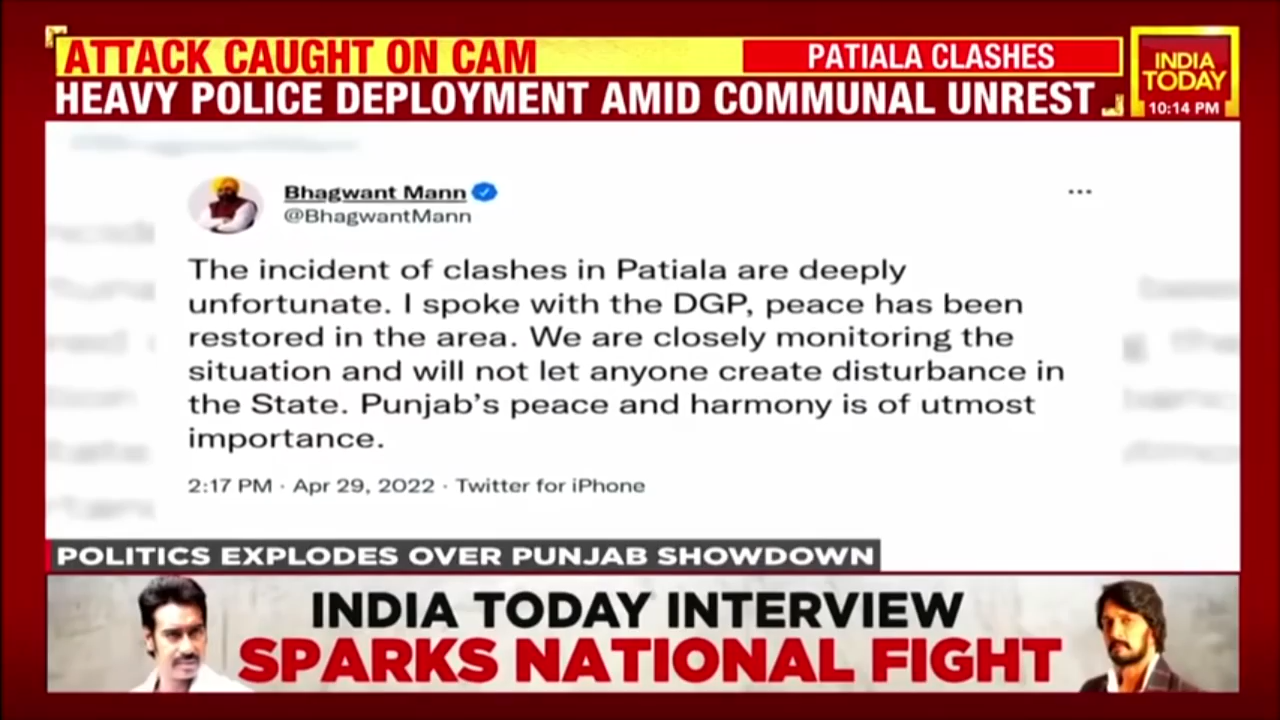 ATTACK CAUGHT ON CAM
PATIALA CLASHES
HEAVY POLICE DEPLOYMENT AMID COMMUNAL UNREST
INDIA
TODAY
10:14 PM
Bhagwant Mann
@BhagwantMann
The incident of clashes in Patiala are deeply
unfortunate. I spoke with the DGP, peace has been
restored in the area. We are closely monitoring the
situation and will not let anyone create disturbance in
the State. Punjab’s peace and harmony is of utmost
importance.
2:17 PM · Apr 29, 2022 · Twitter for iPhone
POLITICS EXPLODES OVER PUNJAB SHOWDOWN
INDIA TODAY INTERVIEW
SPARKS NATIONAL FIGHT